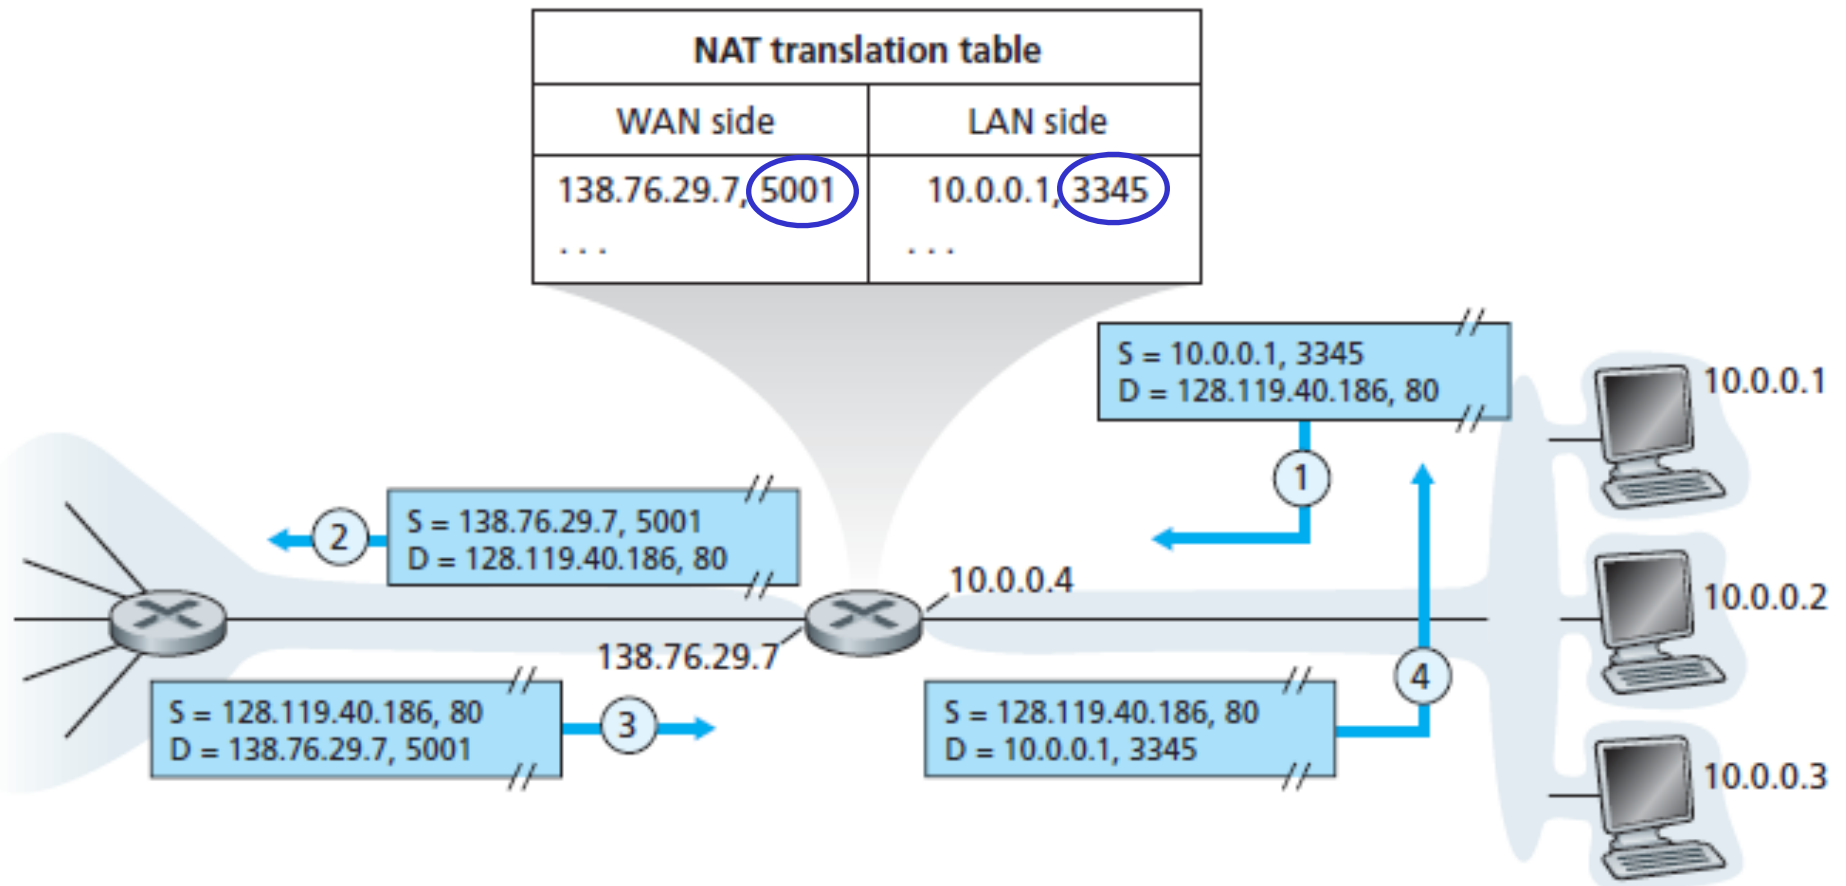 NAT translation table
WAN side LAN side
138.76.29.7, 5001 10.0.0.1, 3345
. . . . . .
S = 10.0.0.1, 3345
D = 128.119.40.186, 80
10.0.0.1
1
S = 138.76.29.7, 5001
D = 128.119.40.186, 80
2
10.0.0.4
10.0.0.2
138.76.29.7
S = 128.119.40.186, 80
D = 138.76.29.7, 5001
3
S = 128.119.40.186, 80
D = 10.0.0.1, 3345
4
10.0.0.3